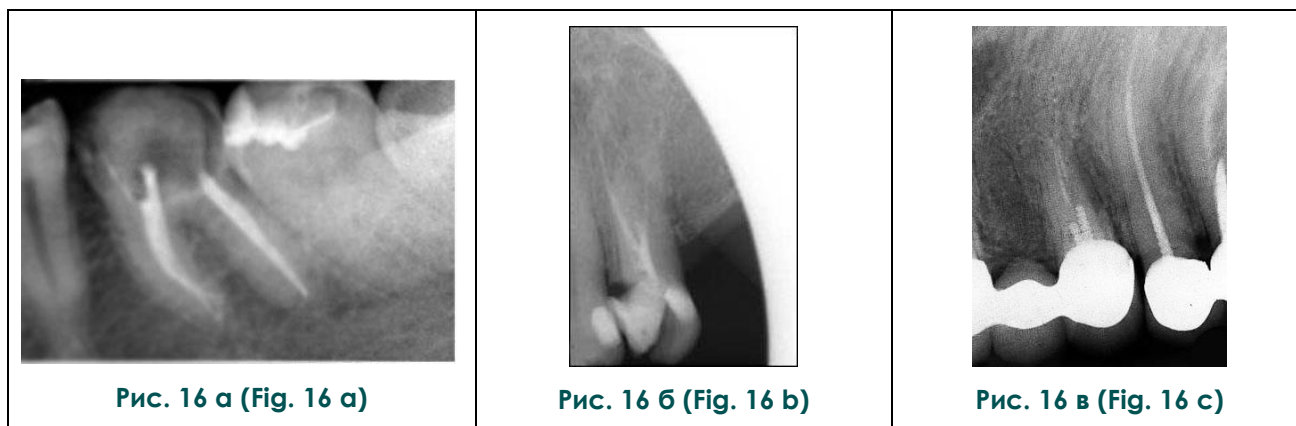 Рис. 16 а (Fig. 16 a)
Рис. 16 б (Fig. 16 b)
Рис. 16 в (Fig. 16 c)